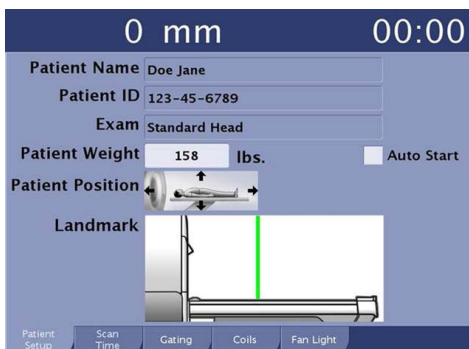 0 mm 00:00
Patient Name Doe Jane
Patient ID 123-45-6789
Exam Standard Head
Patient Weight 158 lbs. Auto Start
Patient Position
Landmark
Patient Setup Scan Time Gating Coils Fan Light